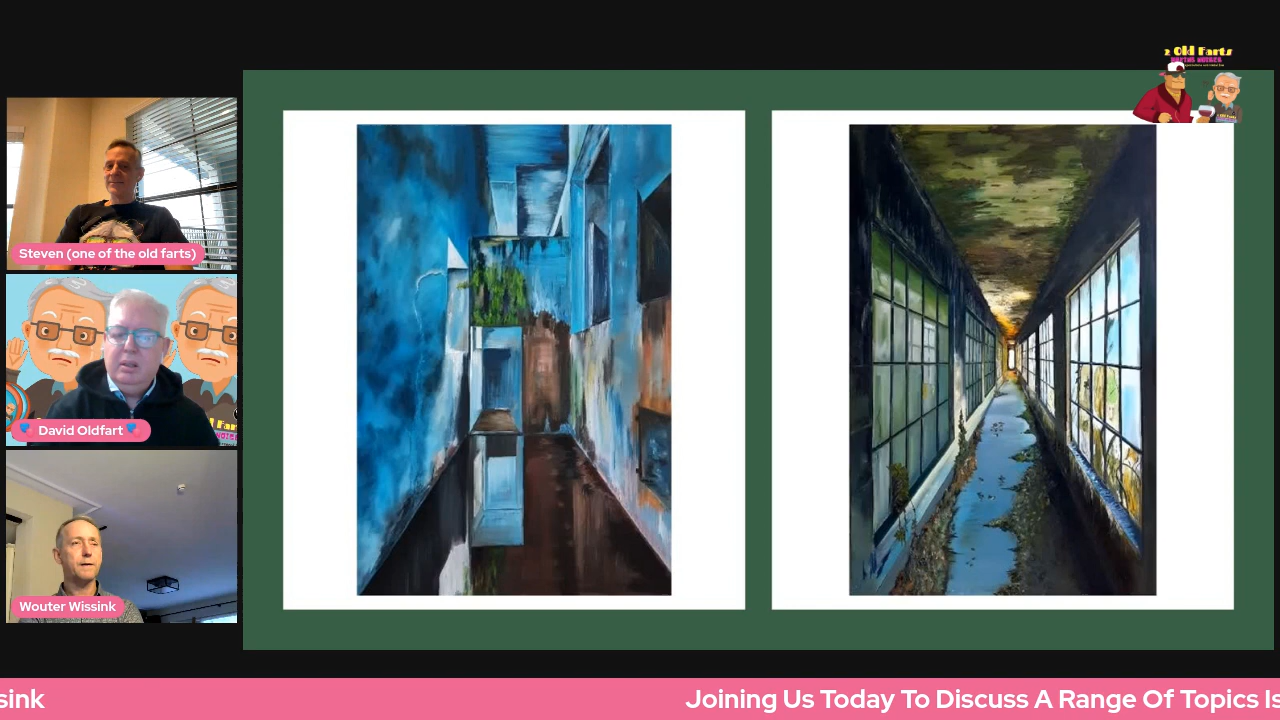 2 Old Farts
Steven (one of the old farts)
David Oldfart
Wouter Wissink
sink
Joining Us Today To Discuss A Range Of Topics Is